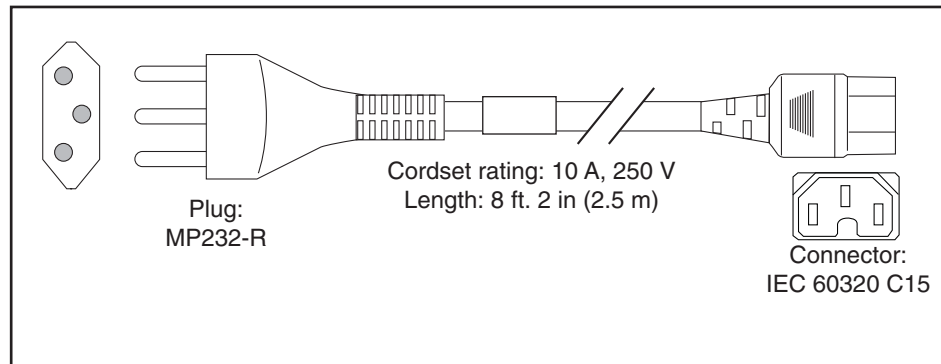 Cordset rating: 10 A, 250 V
Length: 8 ft. 2 in (2.5 m)
Plug:
MP232-R
Connector:
IEC 60320 C15